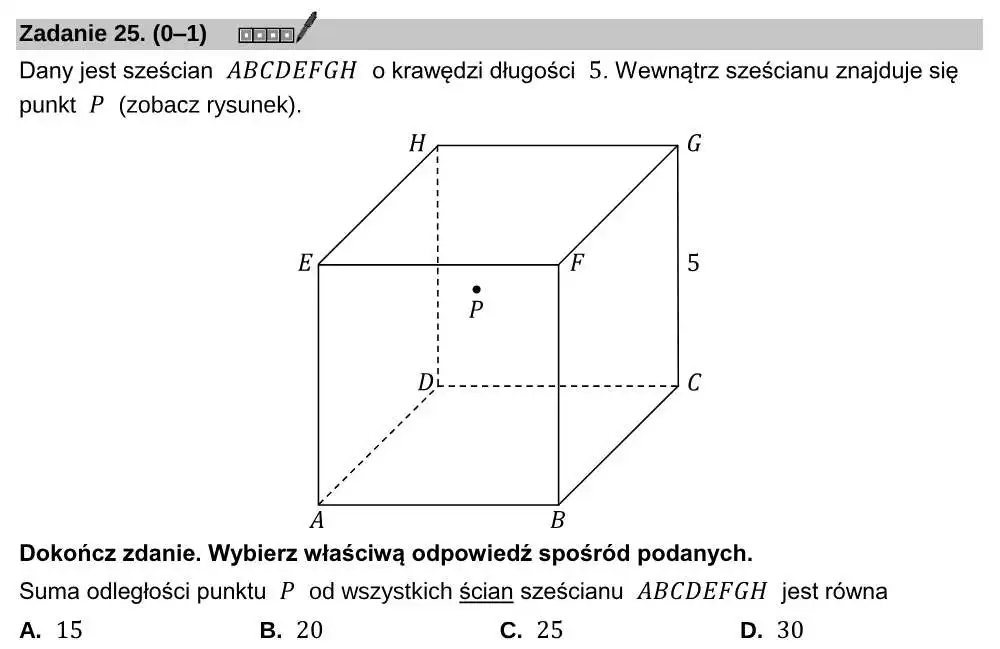 Zadanie 25. (0–1)
Dany jest sześcian ABCDEFGH o krawędzi długości 5. Wewnątrz sześcianu znajduje się
punkt P (zobacz rysunek).
H G
E F 5
P
D C
A B
Dokończ zdanie. Wybierz właściwą odpowiedź spośród podanych.
Suma odległości punktu P od wszystkich ścian sześcianu ABCDEFGH jest równa
A. 15 B. 20 C. 25 D. 30